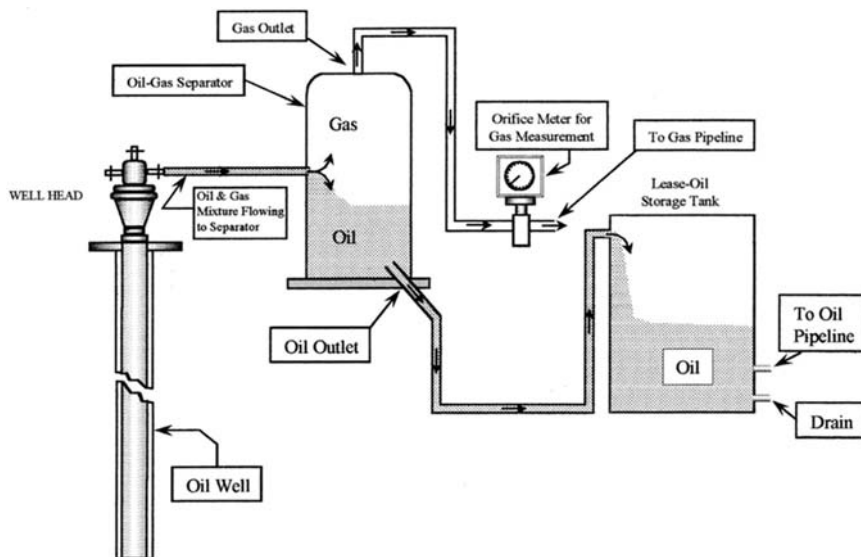 Gas Outlet
Oil-Gas Separator
Gas
Orifice Meter for
Gas Measurement
To Gas Pipeline
WELL HEAD
Oil & Gas
Mixture Flowing
to Separator
Lease-Oil
Storage Tank
Oil
Oil Outlet
To Oil
Pipeline
Oil
Drain
Oil Well